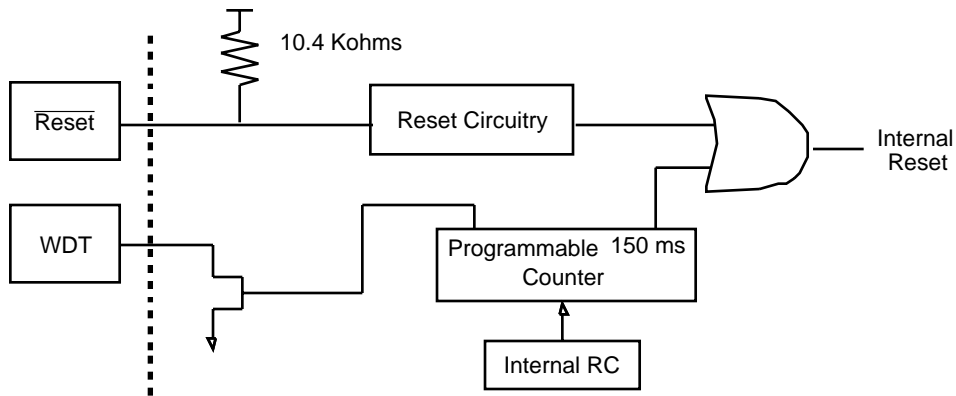 10.4 Kohms
Reset
Reset Circuitry
Internal
Reset
WDT
Programmable 150 ms
Counter
Internal RC